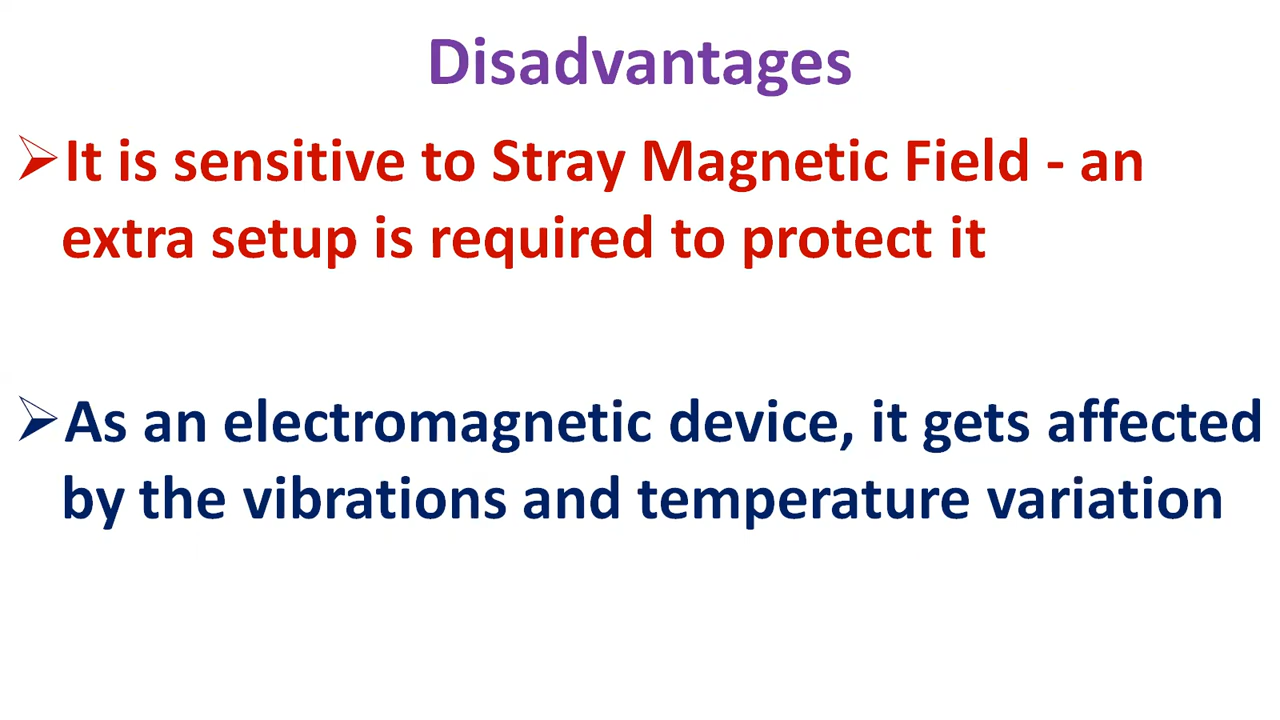 Disadvantages
➢It is sensitive to Stray Magnetic Field - an
extra setup is required to protect it
➢As an electromagnetic device, it gets affected
by the vibrations and temperature variation